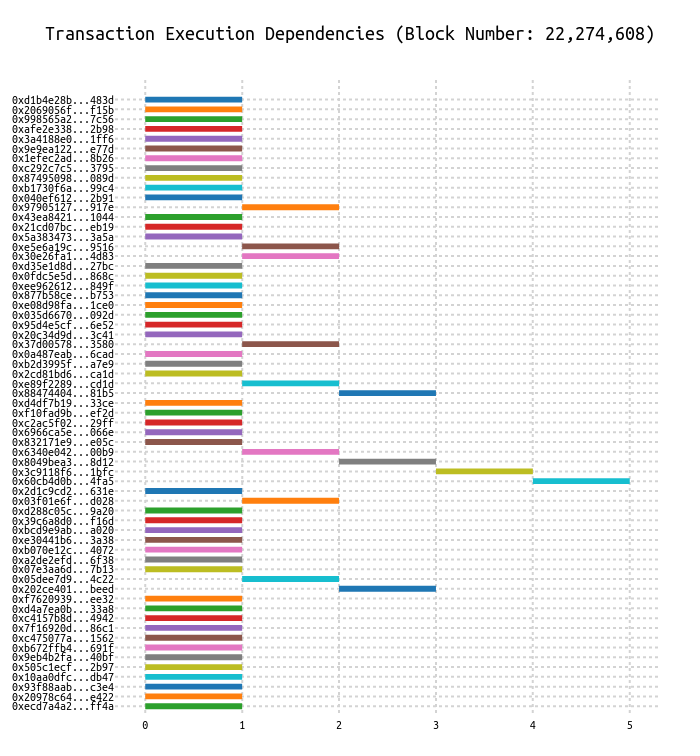 Transaction Execution Dependencies (Block Number: 22,274,608)
0xd1b4e28b...483d
0x2069056f...f15b
0x998565a2...7c56
0xafe2e338...2b98
0x3a4188e0...1ff6
0x9e9ea122...e77d
0x1efec2ad...8b26
0xc292c7c5...3795
0x87495098...089d
0xb1730f6a...99c4
0x040ef612...2b91
0x97905127...917e
0x43ea8421...1044
0x21cd07bc...eb19
0x5a383473...3a5a
0xe5e6a19c...9516
0x30e26fa1...4d83
0xd35e1d8d...27bc
0x0fdc5e5d...868c
0xee962612...849f
0x877b58ce...b753
0xe08d98fa...1ce0
0x035d6670...092d
0x95d4e5cf...6e52
0x20c34d9d...3c41
0x37d00578...3580
0x0a487eab...6cad
0xb2d3995f...a7e9
0x2cd81bd6...ca1d
0xe89f2289...cd1d
0x88474404...81b5
0xd4df7b19...33ce
0xf10fad9b...ef2d
0xc2ac5f02...29ff
0x6966ca5e...066e
0x832171e9...e05c
0x6340e042...00b9
0x8049bea3...8d12
0x3c9118f6...1bfc
0x60cb4d0b...4fa5
0x2d1c9cd2...631e
0x03f01e6f...d028
0xd288c05c...9a20
0x39c6a8d0...f16d
0xbcd9e9ab...a020
0xe30441b6...3a38
0xb070e12c...4072
0xa2de2efd...6f38
0x07e3aa6d...7b13
0x05dee7d9...4c22
0x202ce401...beed
0xf7620939...ee32
0xd4a7ea0b...33a8
0xc4157b8d...4942
0x7f16920d...86c1
0xc475077a...1562
0xb672ffb4...691f
0x9eb4b2fa...40bf
0x505c1ecf...2b97
0x10aa0dfc...db47
0x93f88aab...c3e4
0x20978c64...e422
0xecd7a4a2...ff4a
0 1 2 3 4 5